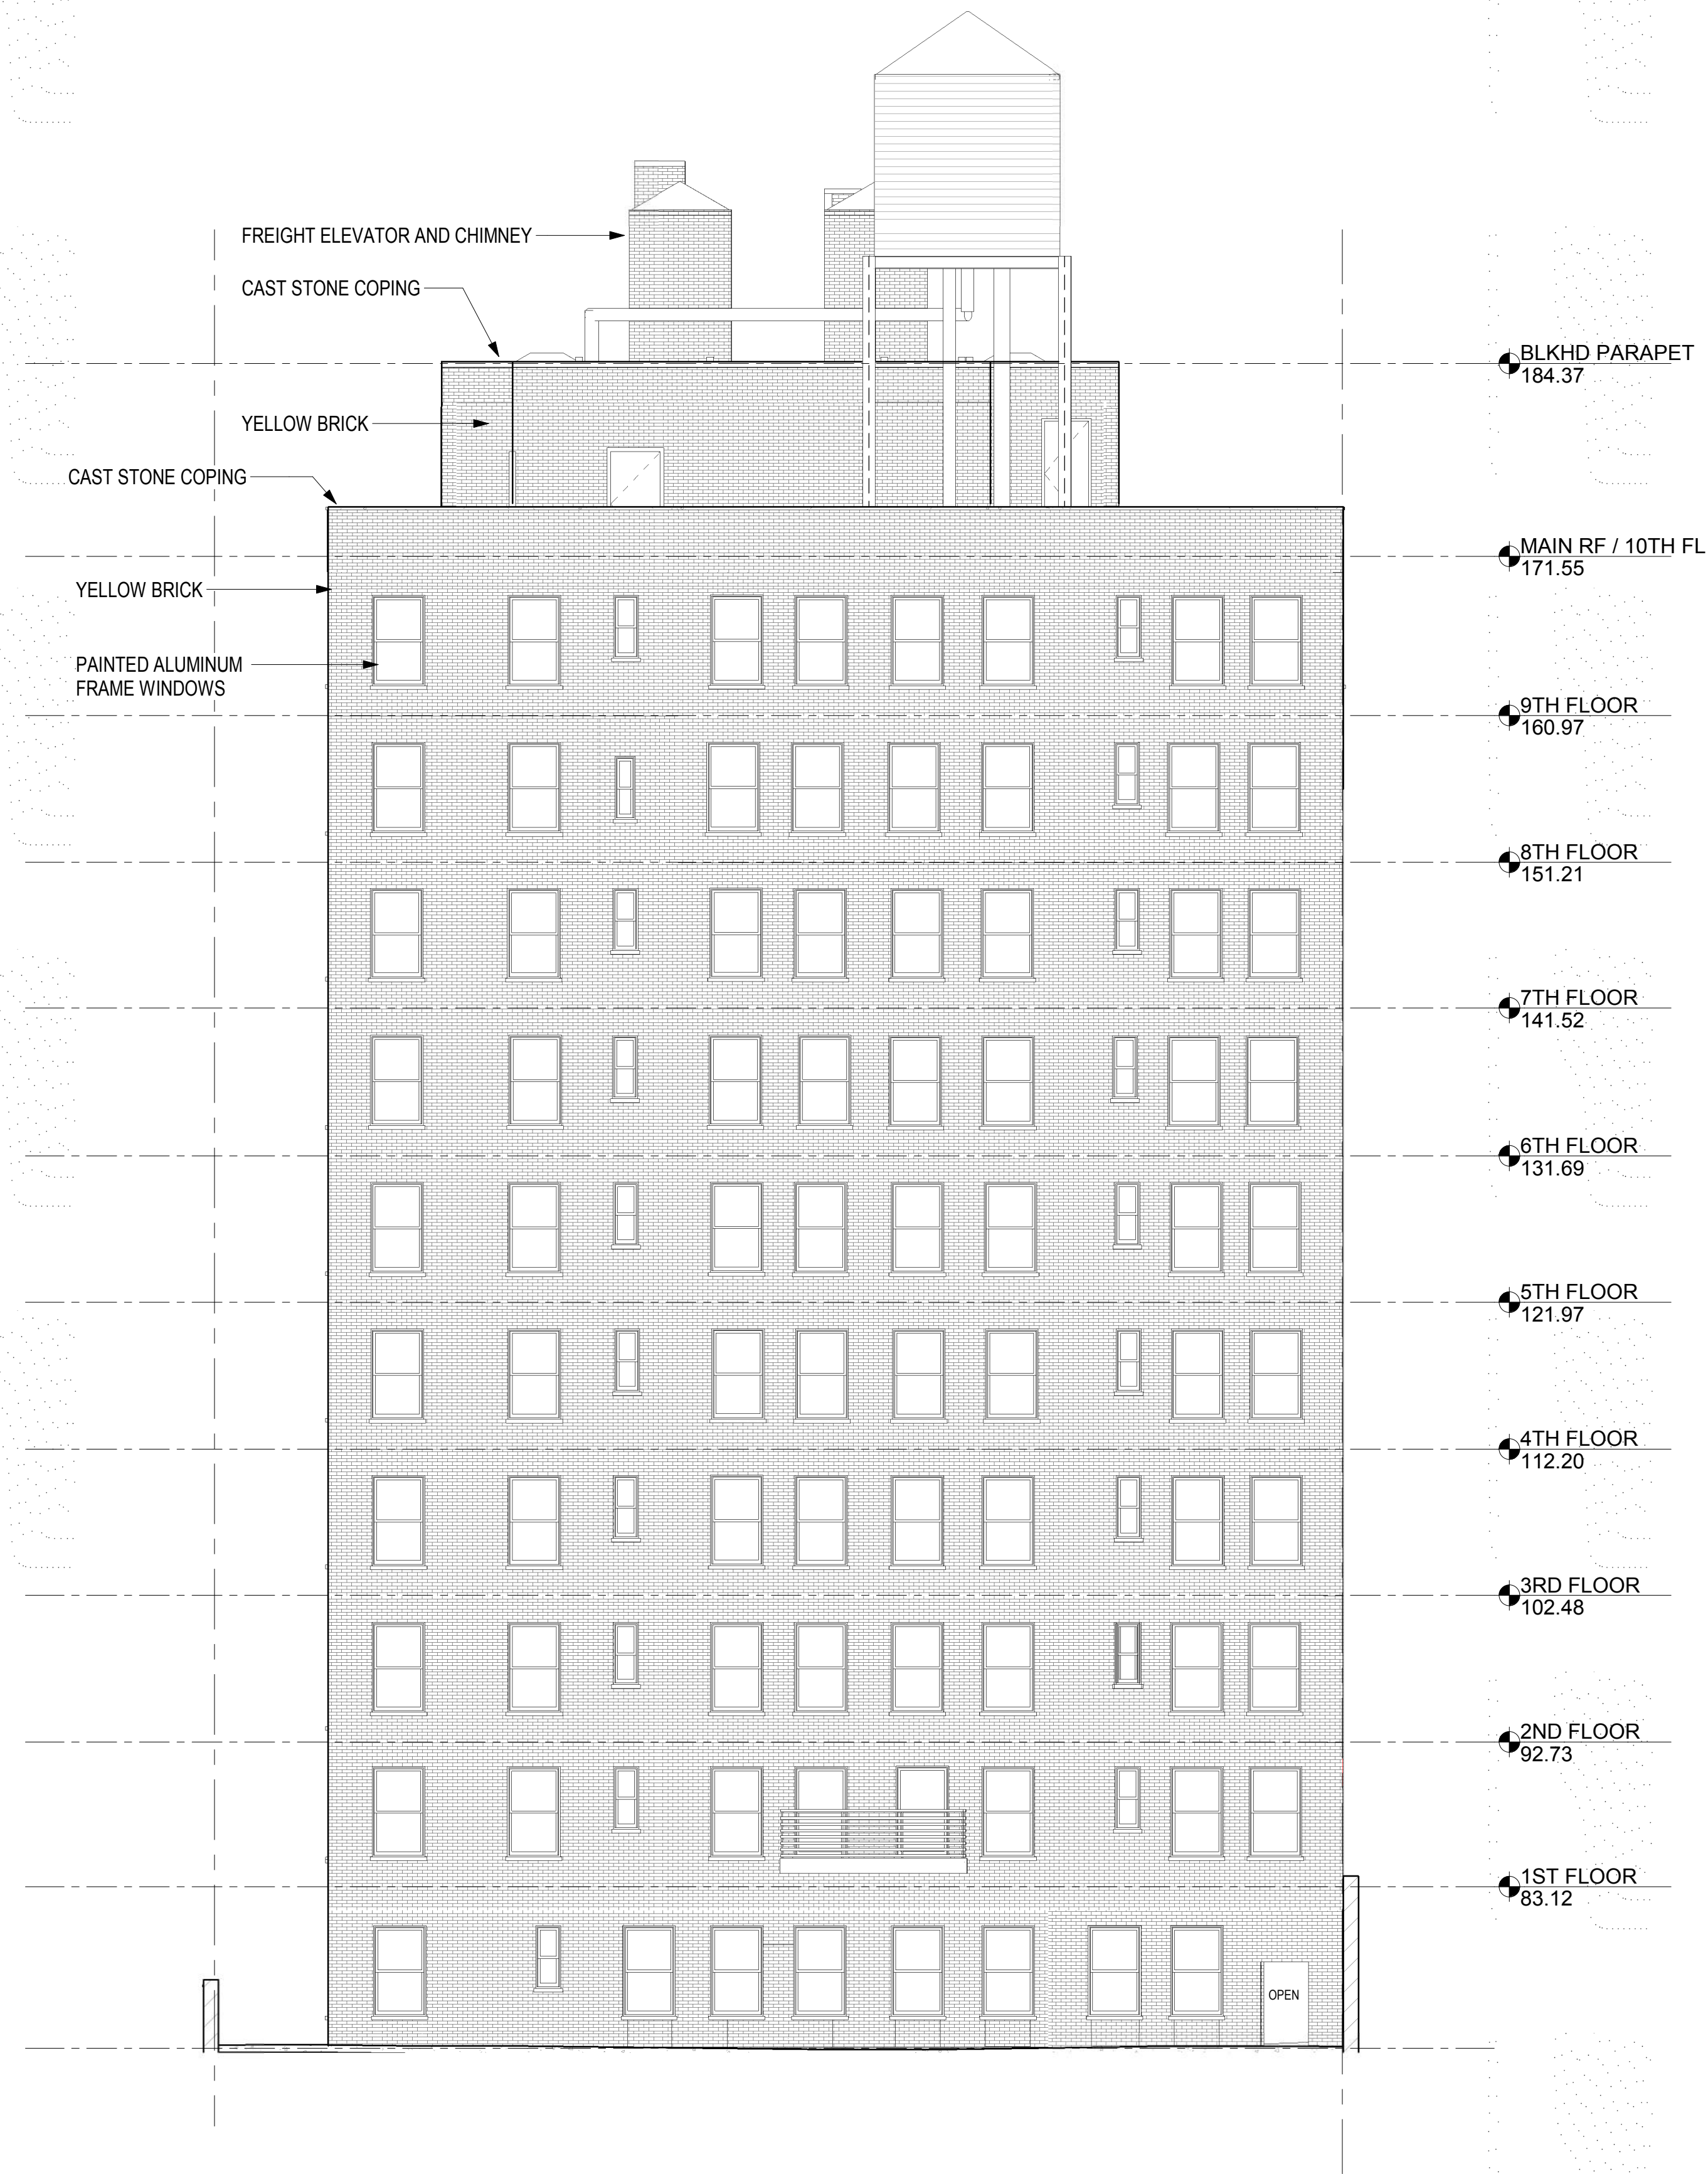 FREIGHT ELEVATOR AND CHIMNEY
CAST STONE COPING
BLKHD PARAPET
184.37
YELLOW BRICK
CAST STONE COPING
MAIN RF / 10TH FL
171.55
YELLOW BRICK
PAINTED ALUMINUM
FRAME WINDOWS
9TH FLOOR
160.97
8TH FLOOR
151.21
7TH FLOOR
141.52
6TH FLOOR
131.69
5TH FLOOR
121.97
4TH FLOOR
112.20
3RD FLOOR
102.48
2ND FLOOR
92.73
1ST FLOOR
83.12
OPEN